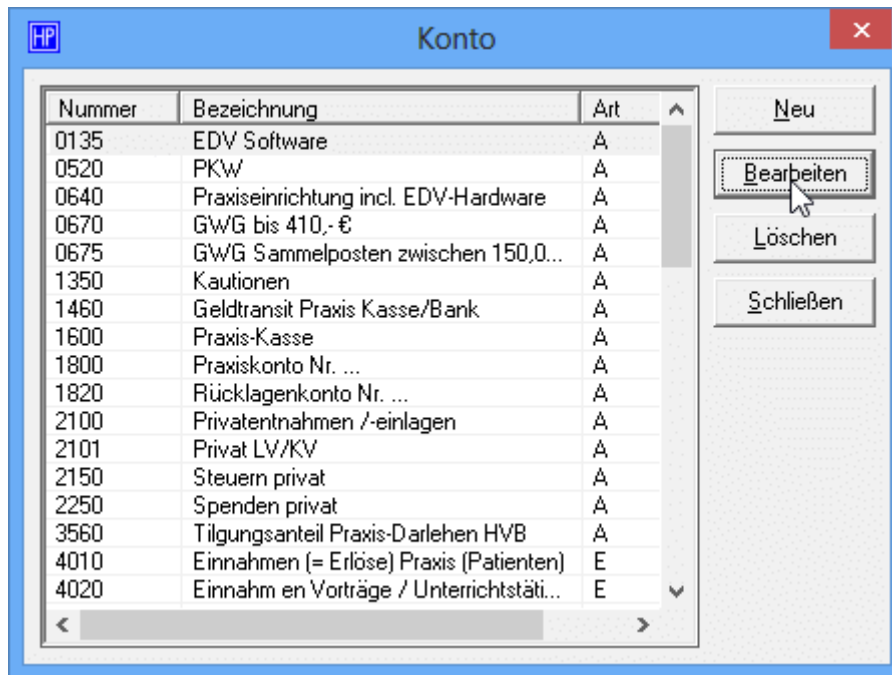 HP Konto
Nummer Bezeichnung Art
0135 EDV Software A
0520 PKW A
0640 Praxiseinrichtung incl. EDV-Hardware A
0670 GWG bis 410,- € A
0675 GWG Sammelposten zwischen 150,0... A
1350 Kautionen A
1460 Geldtransit Praxis Kasse/Bank A
1600 Praxis-Kasse A
1800 Praxiskonto Nr. ... A
1820 Rücklagenkonto Nr. ... A
2100 Privatentnahmen /-einlagen A
2101 Privat LV/KV A
2150 Steuern privat A
2250 Spenden privat A
3560 Tilgungsanteil Praxis-Darlehen HVB A
4010 Einnahmen (= Erlöse) Praxis (Patienten) E
4020 Einnahm en Vorträge / Unterrichtstäti... E
Neu
Bearbeiten
Löschen
Schließen